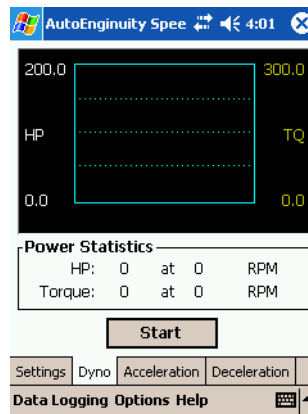 AutoEnginuity Spee 4:01
200.0 300.0
HP TQ
0.0 0.0
Power Statistics
HP: 0 at 0 RPM
Torque: 0 at 0 RPM
Start
Settings Dyno Acceleration Deceleration
Data Logging Options Help